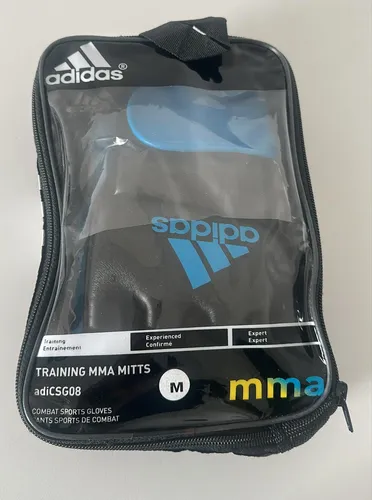 adidas®
adidas
Training
Entraînement
Experienced
Confirmé
Expert
Expert
TRAINING MMA MITTS
adiCSG08
M
mma
COMBAT SPORTS GLOVES
ANTS SPORTS DE COMBAT